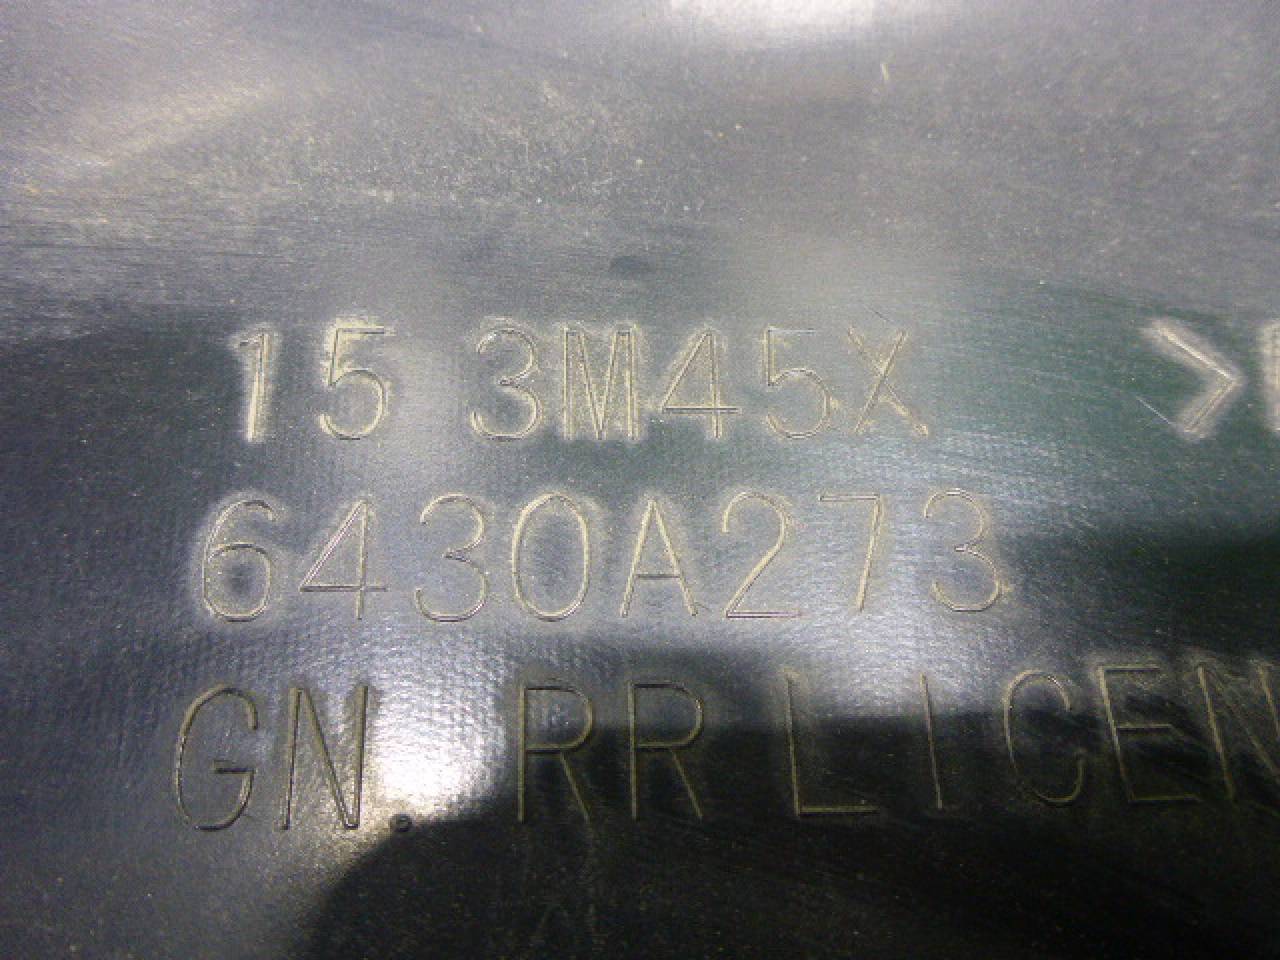 15 3M45X >
6430A273
GN. RR LICEN